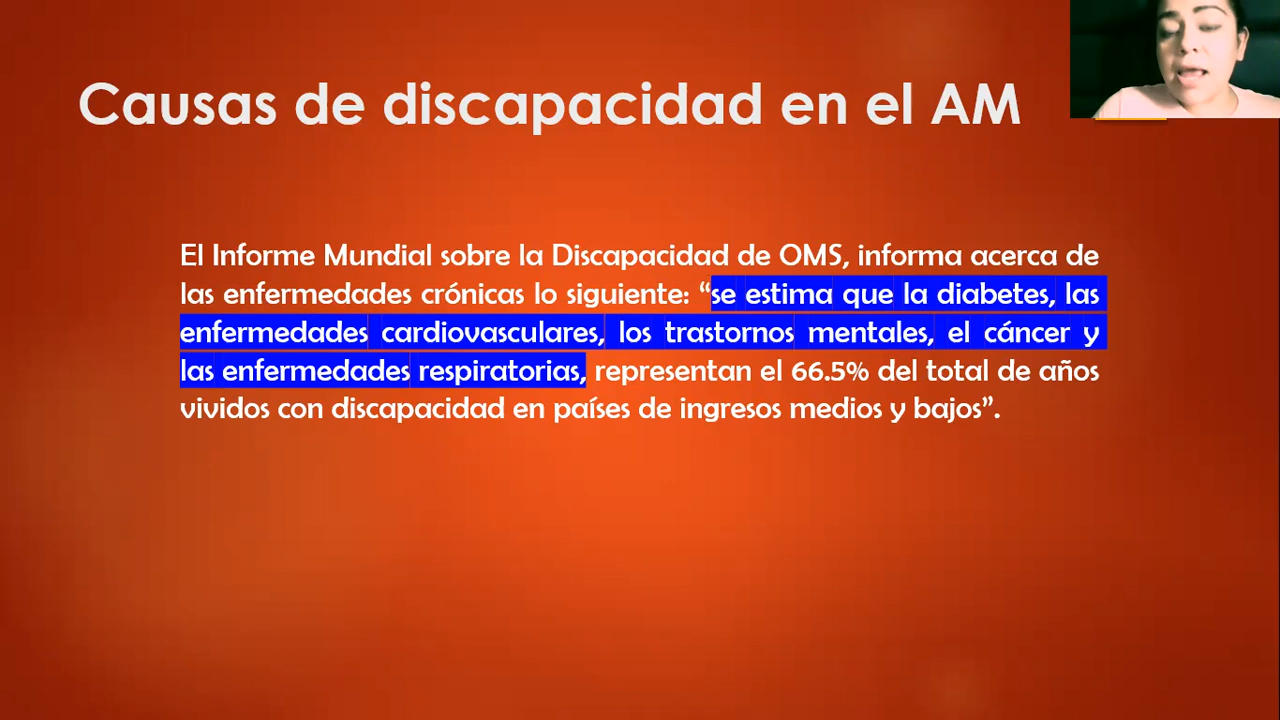 Causas de discapacidad en el AM
El Informe Mundial sobre la Discapacidad de OMS, informa acerca de
las enfermedades crónicas lo siguiente: “se estima que la diabetes, las
enfermedades cardiovasculares, los trastornos mentales, el cáncer y
las enfermedades respiratorias, representan el 66.5% del total de años
vividos con discapacidad en países de ingresos medios y bajos”.